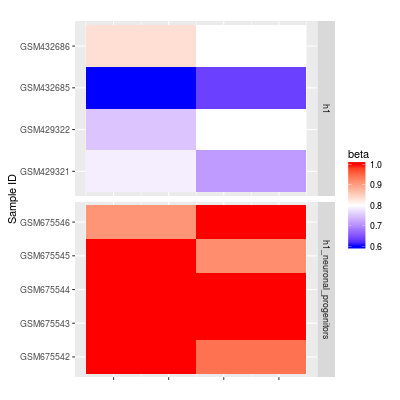 GSM432686
GSM432685
GSM429322
GSM429321
h1
GSM675546
GSM675545
GSM675544
GSM675543
GSM675542
h1_neuronal_progenitors
Sample ID
beta
1.0
0.9
0.8
0.7
0.6